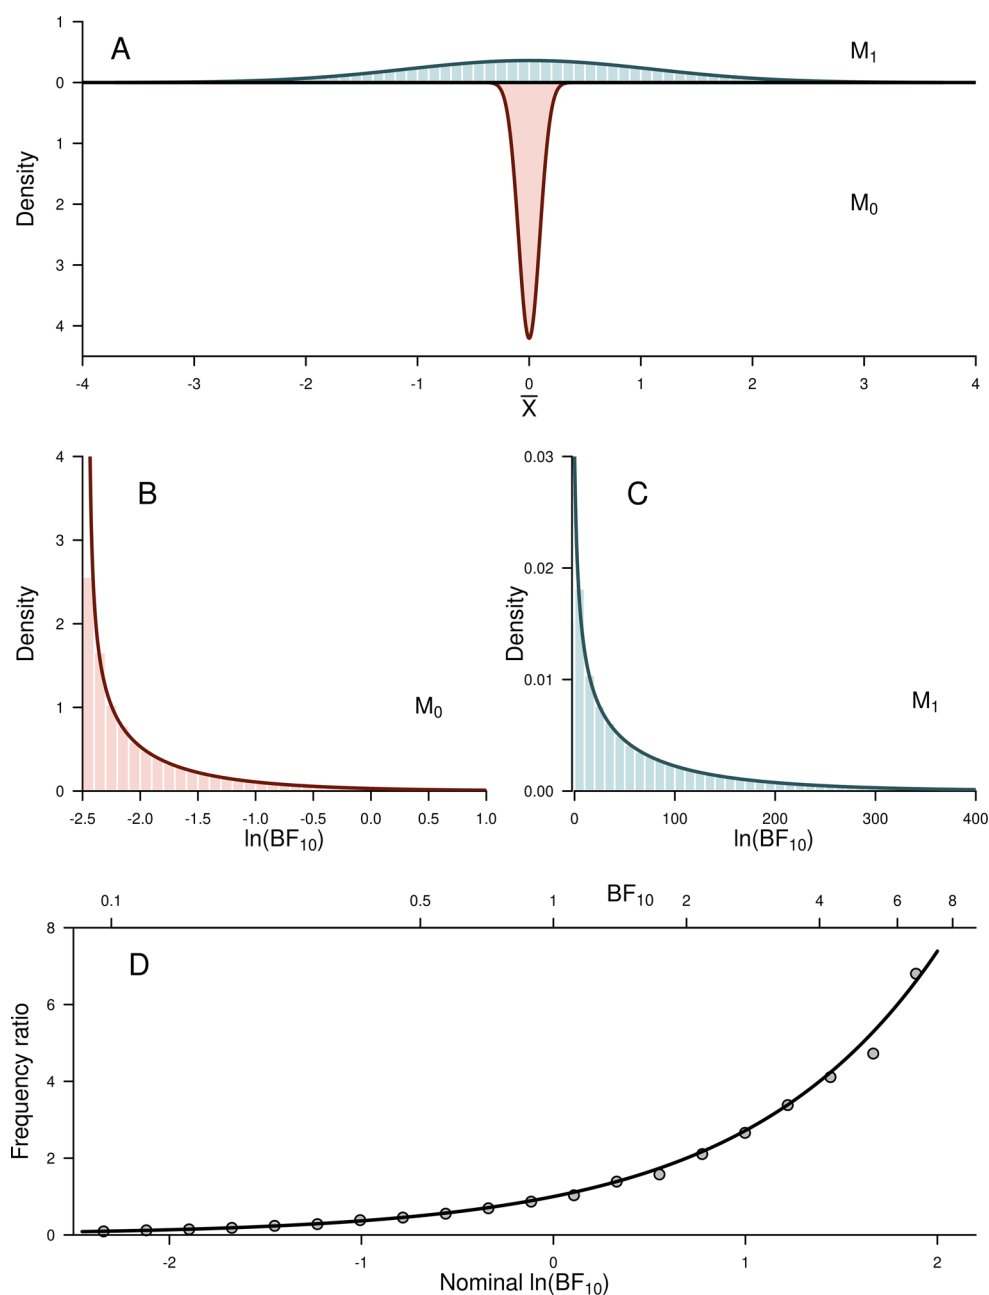 A
M1
M0
Density
1
0
1
2
3
4
-4 -3 -2 -1 0 1 2 3 4
X̅
B
M0
Density
4
3
2
1
0
-2.5 -2.0 -1.5 -1.0 -0.5 0.0 0.5 1.0
ln(BF10)
C
M1
Density
0.03
0.02
0.01
0.00
0 100 200 300 400
ln(BF10)
BF10
0.1 0.5 1 2 4 6 8
D
Frequency ratio
8
6
4
2
0
-2 -1 0 1 2
Nominal ln(BF10)